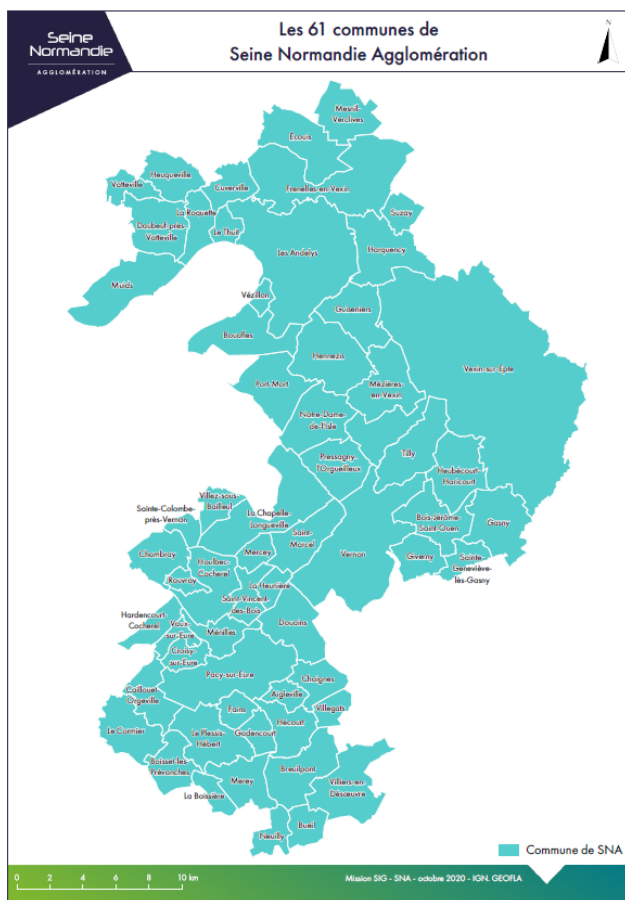 Seine
Normandie
AGGLOMÉRATION
Les 61 communes de
Seine Normandie Agglomération
N
Mesnil-
Verclives
Écouis
Heuqueville
Vatteville
Cuverville
Fresnelles-en-Vexin
La Roquette
Suzay
Daubeuf-près-
Vatteville
Le Thuil
Les Andelys
Harquency
Muids
Vézillon
Guiseniers
Bouafles
Hennezis
Vexin-sur-Epte
Port-Mort
Mézières-
en-Vexin
Notre-Dame-
de-l'Isle
Pressagny-
l'Orgueilleux
Tilly
Heubécourt-
Haricourt
Villez-sous-
Bailleul
Sainte-Colombe-
près-Vernon
La Chapelle-
Longueville
Bois-Jérôme-
Saint-Ouen
Gasny
Saint-
Marcel
Chambray
Mercey
Vernon
Giverny
Sainte-
Geneviève-
lès-Gasny
Houlbec-
Cocherel
Rouvray
La Heunière
Saint-Vincent-
des-Bois
Hardencourt-
Cocherel
Vaux-
sur-Eure
Ménilles
Douains
Croisy-
sur-Eure
Pacy-sur-Eure
Chaignes
Caillouet-
Orgeville
Aigleville
Villegats
Fains
Le Cormier
Le Plessis-
Hébert
Gadencourt
Hécourt
Boisset-les-
Prévanches
Breuilpont
Merey
Villiers-en-
Désœuvre
La Boissière
Neuilly
Bueil
Commune de SNA
0 2 4 6 8 10 km
Mission SIG - SNA - octobre 2020 - IGN. GEOFLA